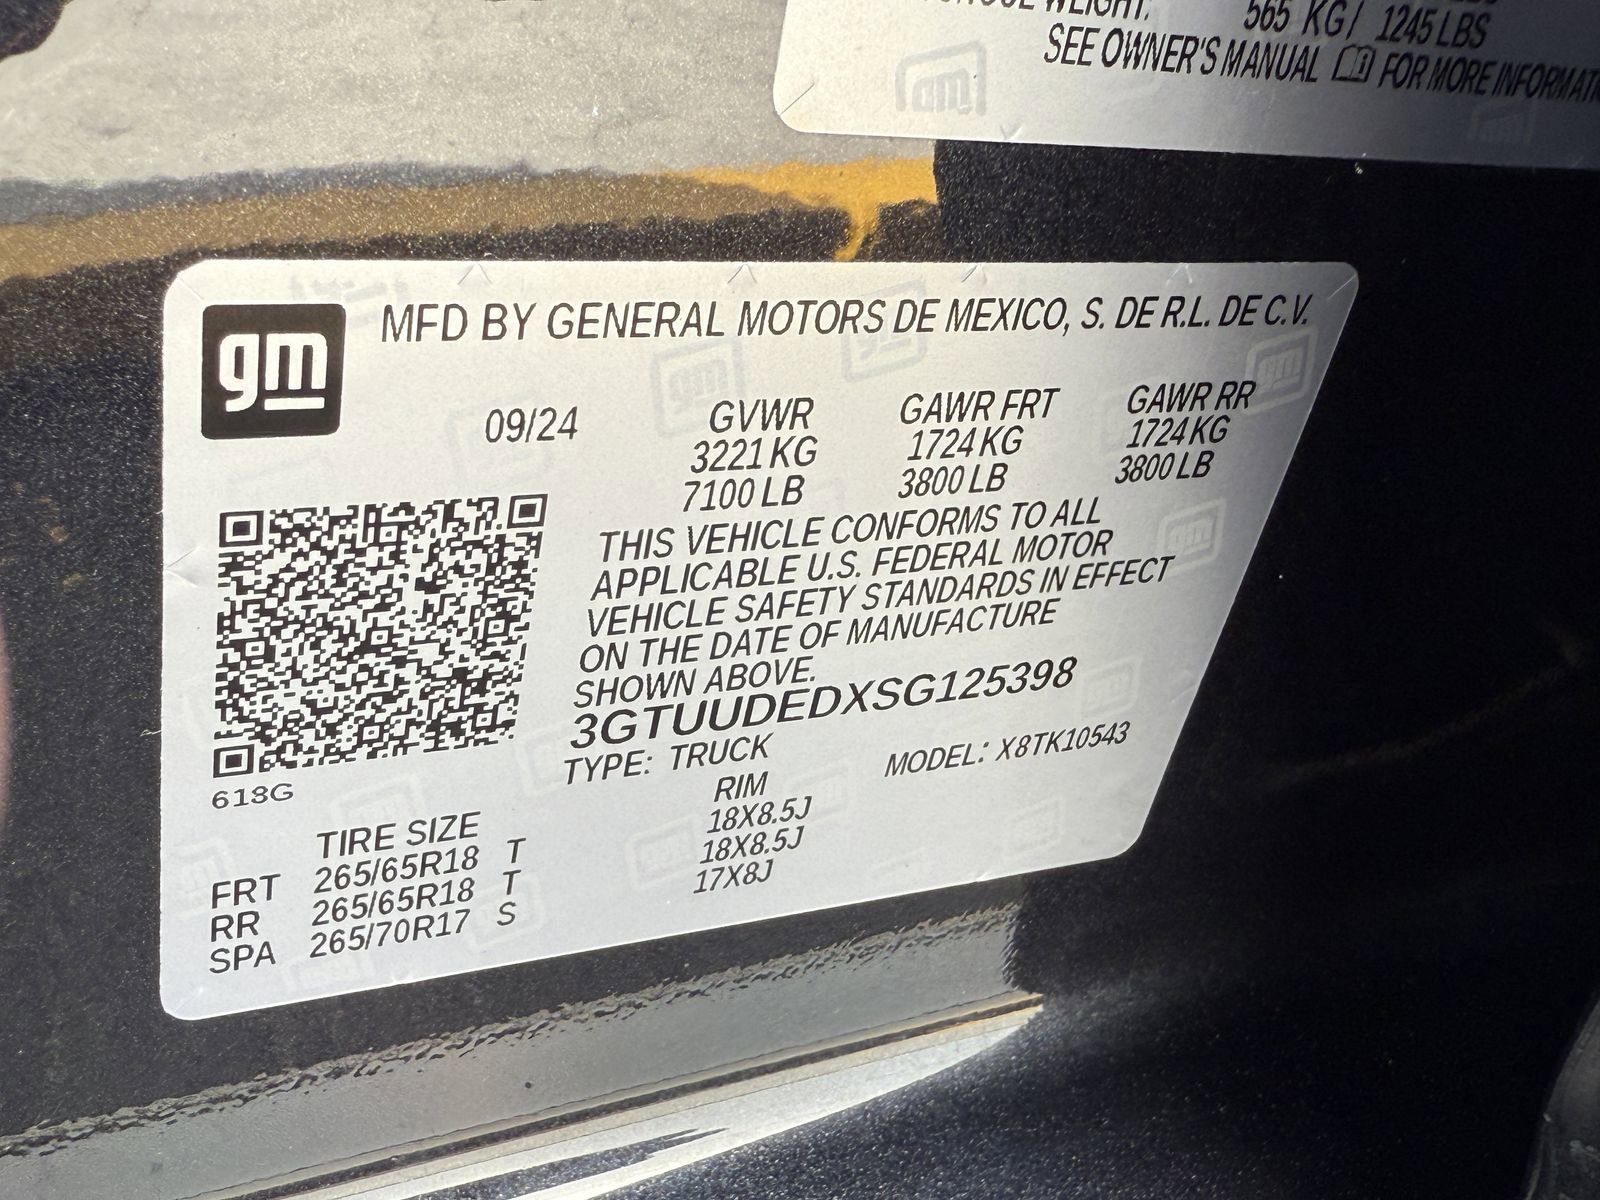 WEIGHT: 565 KG / 1245 LBS
SEE OWNER'S MANUAL FOR MORE
gm
MFD BY GENERAL MOTORS DE MEXICO, S. DE R.L. DE C.V.
09/24 GVWR GAWR FRT GAWR RR
3221 KG 1724 KG 1724 KG
7100 LB 3800 LB 3800 LB
THIS VEHICLE CONFORMS TO ALL
APPLICABLE U.S. FEDERAL MOTOR
VEHICLE SAFETY STANDARDS IN EFFECT
ON THE DATE OF MANUFACTURE
SHOWN ABOVE.
3GTUUDEDXSG125398
TYPE: TRUCK MODEL: X8TK10543
618G
TIRE SIZE RIM
FRT 265/65R18 T 18X8.5J
RR 265/65R18 T 18X8.5J
SPA 265/70R17 S 17X8J